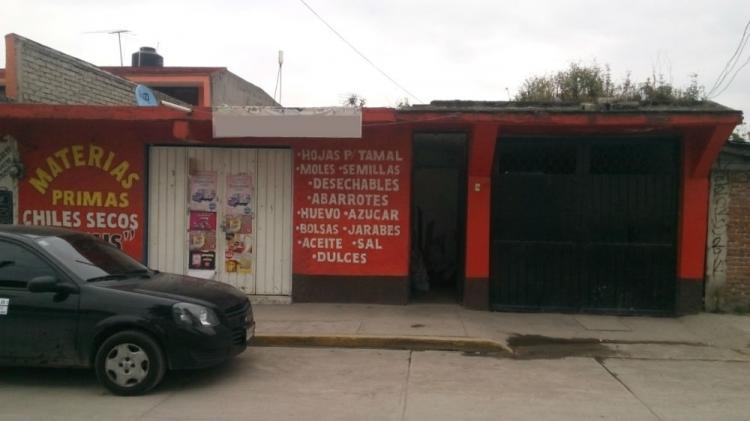 MATERIAS
PRIMAS
CHILES SECOS
•HOJAS P/ TAMAL
•MOLES •SEMILLAS
•DESECHABLES
•ABARROTES
•HUEVO •AZUCAR
•BOLSAS •JARABES
•ACEITE •SAL
•DULCES